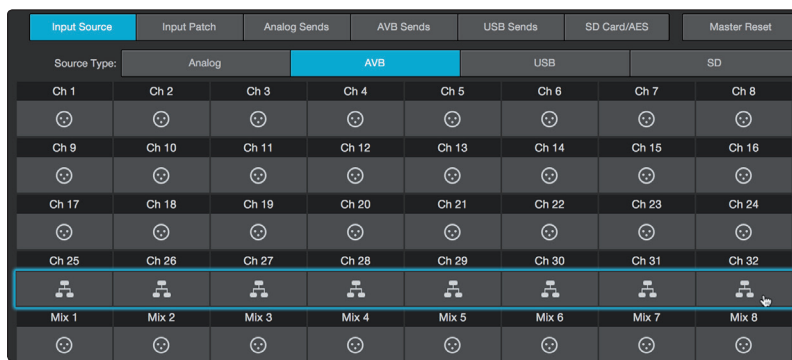 Input Source Input Patch Analog Sends AVB Sends USB Sends SD Card/AES Master Reset
Source Type: Analog AVB USB SD
Ch 1 Ch 2 Ch 3 Ch 4 Ch 5 Ch 6 Ch 7 Ch 8
Ch 9 Ch 10 Ch 11 Ch 12 Ch 13 Ch 14 Ch 15 Ch 16
Ch 17 Ch 18 Ch 19 Ch 20 Ch 21 Ch 22 Ch 23 Ch 24
Ch 25 Ch 26 Ch 27 Ch 28 Ch 29 Ch 30 Ch 31 Ch 32
Mix 1 Mix 2 Mix 3 Mix 4 Mix 5 Mix 6 Mix 7 Mix 8